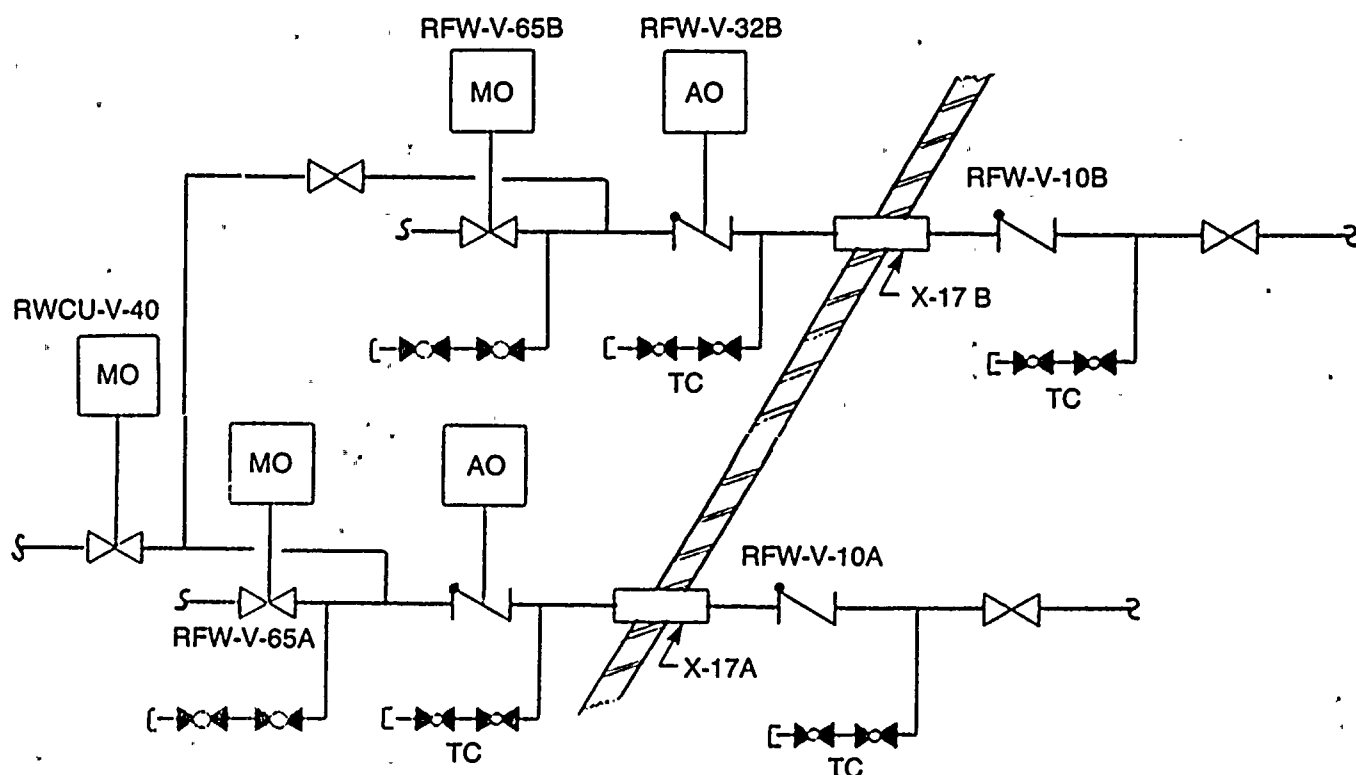 RFW-V-65B
RFW-V-32B
MO
AO
RFW-V-10B
X-17 B
RWCU-V-40
MO
TC
TC
MO
AO
RFW-V-10A
RFW-V-65A
X-17A
TC
TC